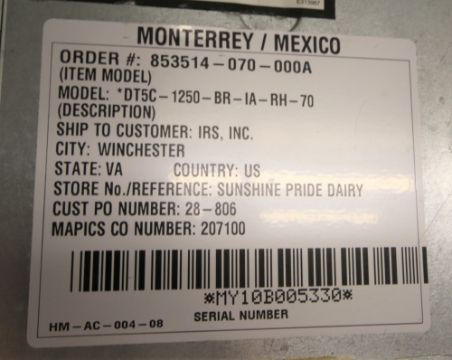 E313957
MONTERREY / MEXICO
ORDER #: 853514-070-000A
(ITEM MODEL)
MODEL: *DT5C-1250-BR-IA-RH-70
(DESCRIPTION)
SHIP TO CUSTOMER: IRS, INC.
CITY: WINCHESTER
STATE: VA COUNTRY: US
STORE No./REFERENCE: SUNSHINE PRIDE DAIRY
CUST PO NUMBER: 28-806
MAPICS CO NUMBER: 207100
*MY10B005330*
SERIAL NUMBER
HM-AC-004-08